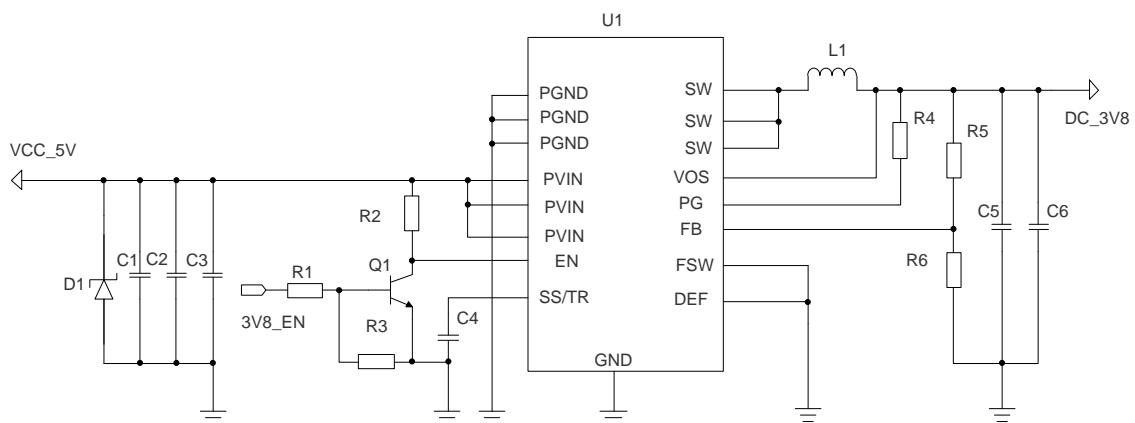 U1
L1
PGND
PGND
PGND
SW
SW
SW
DC_3V8
R4
R5
VCC_5V
PVIN
PVIN
PVIN
VOS
PG
FB
R2
C5
C6
D1
C1
C2
C3
R1
Q1
EN
FSW
R6
3V8_EN
SS/TR
DEF
R3
C4
GND